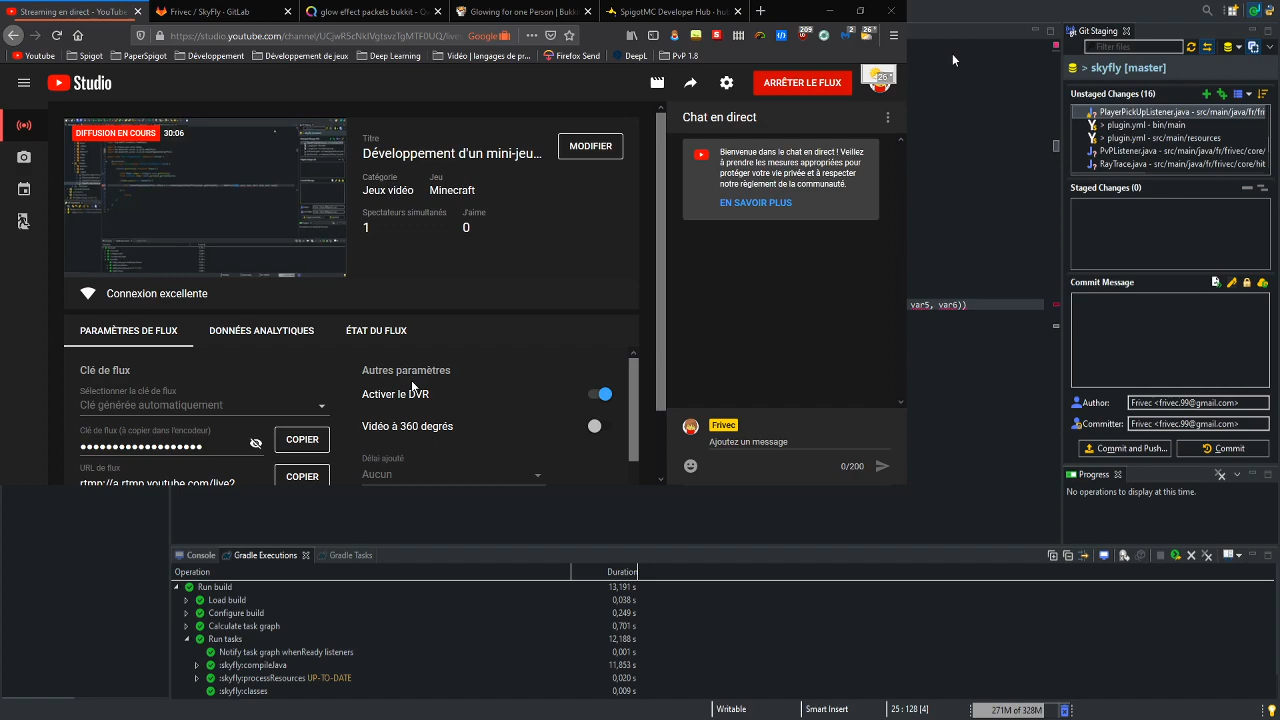 Streaming en direct - YouTube
Frivec / SkyFly · GitLab
glow effect packets bukkit
Glowing for one Person | Bukk
SpigotMC Developer Hub
https://studio.youtube.com/channel/
Google
209
26°
Youtube
Spigot
PaperSpigot
Développement
Développement de jeux
Deep Learning
Vidéo | langages de p...
Firefox Send
DeepL
PvP 1.8
Studio
ARRÊTER LE FLUX
26°
DIFFUSION EN COURS
30:06
Titre
Développement d'un mini-...
MODIFIER
Catégorie
Jeu
Jeux vidéo
Minecraft
Spectateurs simultanés
J'aime
1
0
Connexion excellente
PARAMÈTRES DE FLUX
DONNÉES ANALYTIQUES
ÉTAT DU FLUX
Clé de flux
Sélectionner la clé de flux
Clé générée automatiquement
Clé de flux (à copier dans l'encodeur)
COPIER
URL de flux
rtmp://a.rtmp.youtube.com/live2
COPIER
Autres paramètres
Activer le DVR
Vidéo à 360 degrés
Délai ajouté
Aucun
Chat en direct
Bienvenue dans le chat en direct ! Veillez
à prendre les mesures appropriées pour
protéger votre vie privée et à respecter
notre règlement de la communauté.
EN SAVOIR PLUS
Frivec
Ajoutez un message
0/200
var5, var6))
Git Staging
Filter files
> skyfly [master]
Unstaged Changes (16)
PlayerPickUpListener.java - src/main/java/fr/fri
> plugin.yml - bin/main
plugin.yml - src/main/resources
PvPListener.java - src/main/java/fr/frivec/core/
RayTrace.java - src/main/java/fr/frivec/core/hit
Staged Changes (0)
Commit Message
Author:
Frivec <frivec.99@gmail.com>
Committer:
Frivec <frivec.99@gmail.com>
Commit and Push...
Commit
Progress
No operations to display at this time.
Console
Gradle Executions
Gradle Tasks
Operation
Duration
Run build
13,191 s
Load build
0,038 s
Configure build
0,249 s
Calculate task graph
0,701 s
Run tasks
12,188 s
Notify task graph whenReady listeners
0,001 s
:skyfly:compileJava
11,853 s
:skyfly:processResources UP-TO-DATE
0,020 s
:skyfly:classes
0,009 s
Writable
Smart Insert
25 : 128 [4]
271M of 328M